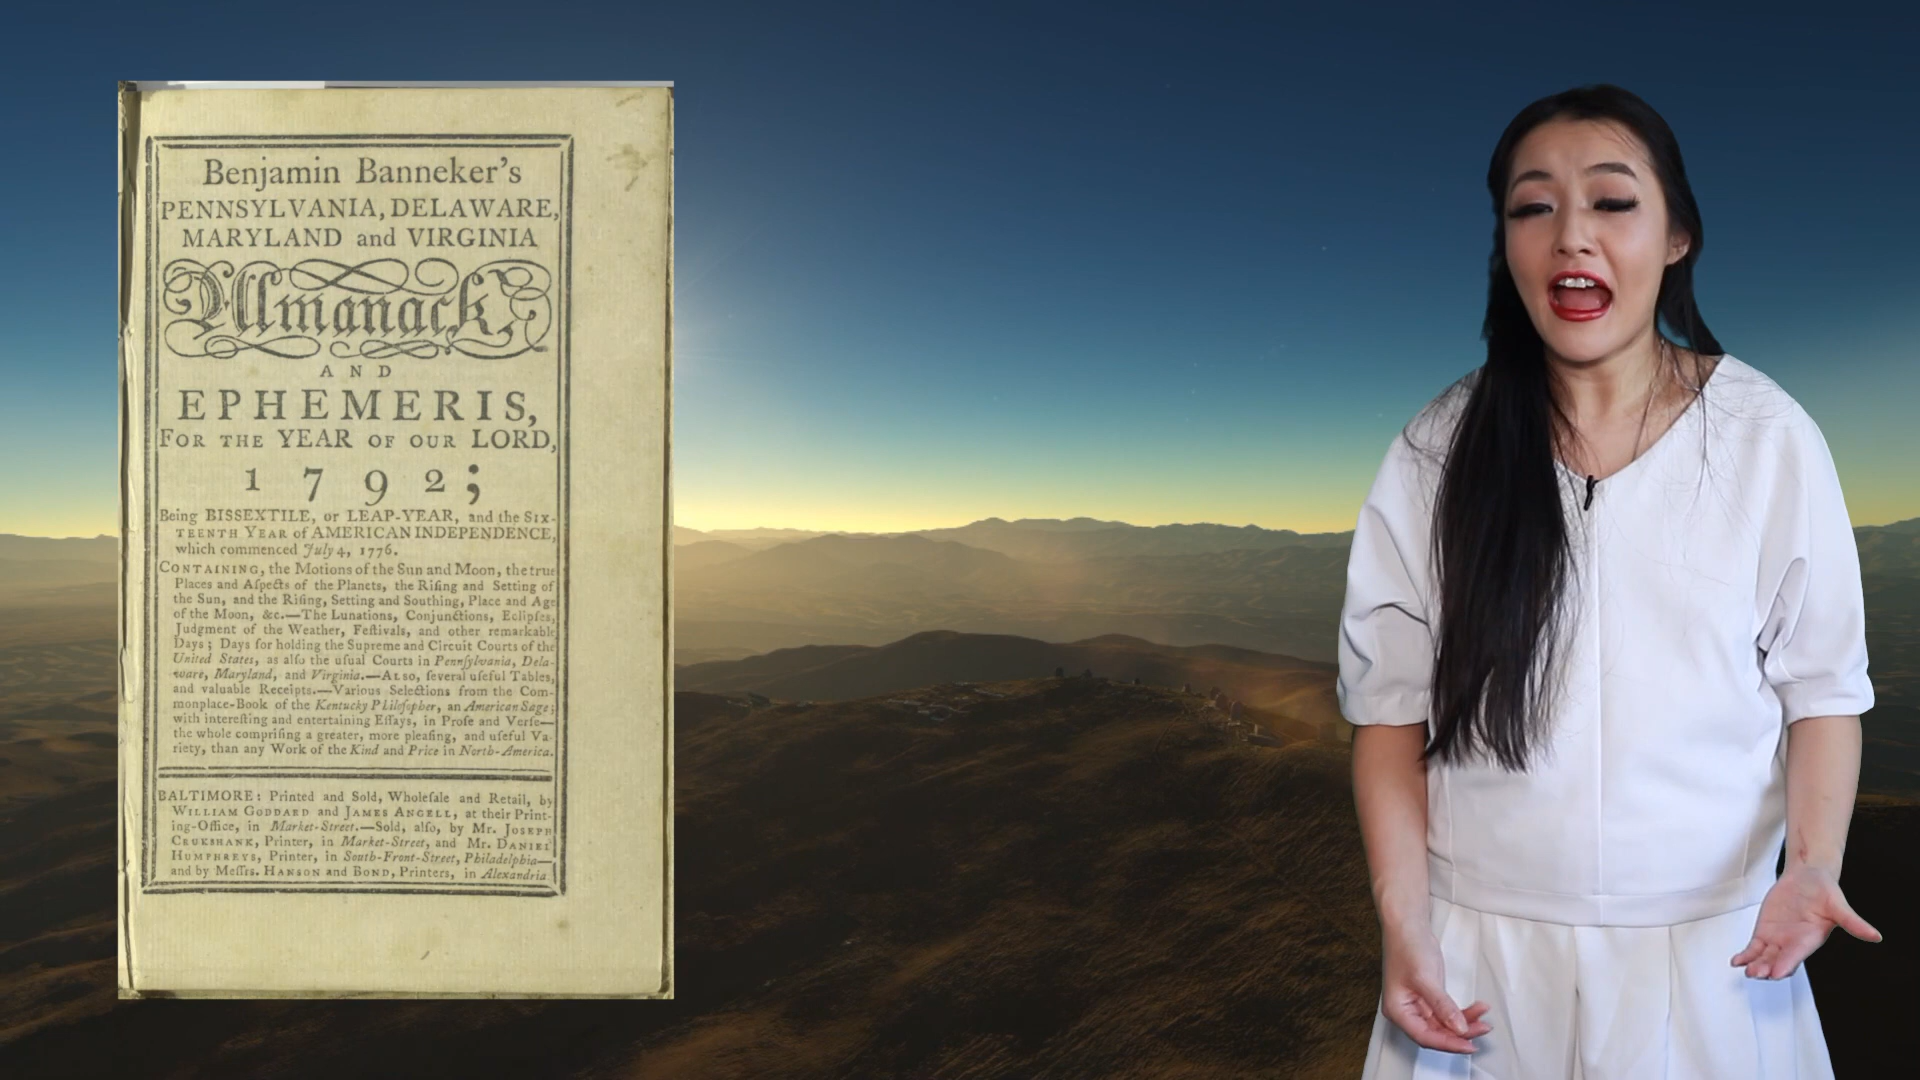 Benjamin Banneker's
PENNSYLVANIA, DELAWARE,
MARYLAND and VIRGINIA
Almanack
AND
EPHEMERIS,
FOR THE YEAR OF OUR LORD,
1792;
Being BISSEXTILE, or LEAP-YEAR, and the SIX-
TEENTH YEAR of AMERICAN INDEPENDENCE,
which commenced July 4, 1776.
CONTAINING, the Motions of the Sun and Moon, the true
Places and Aſpects of the Planets, the Riſing and Setting of
the Sun, and the Riſing, Setting and Southing, Place and Age
of the Moon, &c.—The Lunations, Conjunctions, Eclipſes,
Judgment of the Weather, Feſtivals, and other remarkable
Days; Days for holding the Supreme and Circuit Courts of the
United States, as alſo the uſual Courts in Pennſylvania, Dela-
ware, Maryland, and Virginia.—ALSO, ſeveral uſeful Tables,
and valuable Receipts.—Various Selections from the Com-
monplace-Book of the Kentucky Philoſopher, an American Sage;
with intereſting and entertaining Eſſays, in Proſe and Verſe—
the whole compriſing a greater, more pleaſing, and uſeful Va-
riety, than any Work of the Kind and Price in North-America.
BALTIMORE: Printed and Sold, Wholeſale and Retail, by
WILLIAM GODDARD and JAMES ANGELL, at their Print-
ing-Office, in Market-Street.—Sold, alſo, by Mr. JOSEPH
CRUKSHANK, Printer, in Market-Street, and Mr. DANIEL
HUMPHREYS, Printer, in South-Front-Street, Philadelphia—
and by Meſſrs. HANSON and BOND, Printers, in Alexandria